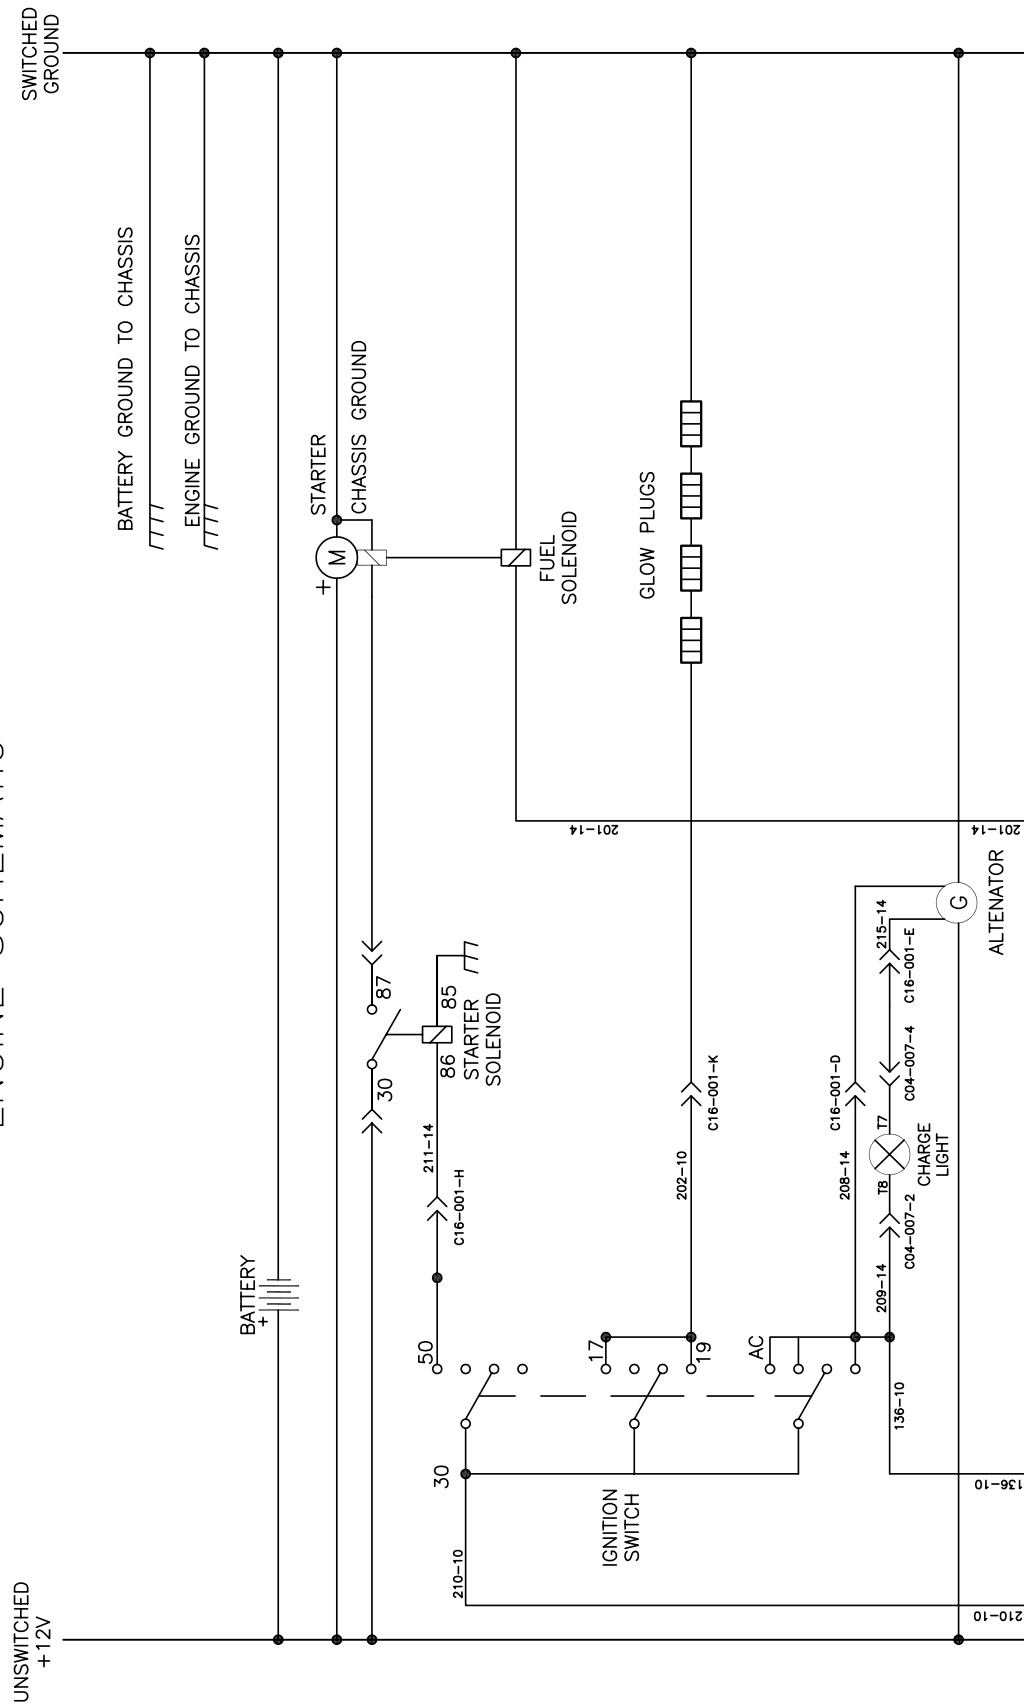 SWITCHED
GROUND
BATTERY GROUND TO CHASSIS
ENGINE GROUND TO CHASSIS
STARTER
CHASSIS GROUND
+
M
FUEL
SOLENOID
GLOW PLUGS
201-14
201-14
ALTENATOR
G
215-14
C16-001-E
C04-007-4
T7
CHARGE
LIGHT
T8
C04-007-2
209-14
C16-001-D
208-14
C16-001-K
202-10
87
30
85
86
STARTER
SOLENOID
211-14
C16-001-H
BATTERY
+
50
17
19
AC
30
IGNITION
SWITCH
136-10
136-10
210-10
210-10
UNSWITCHED
+12V